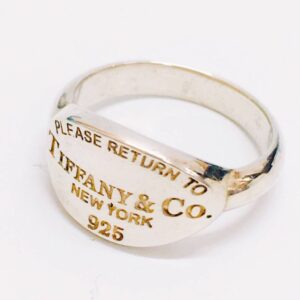 PLEASE RETURN TO
TIFFANY & CO.
NEW YORK
925